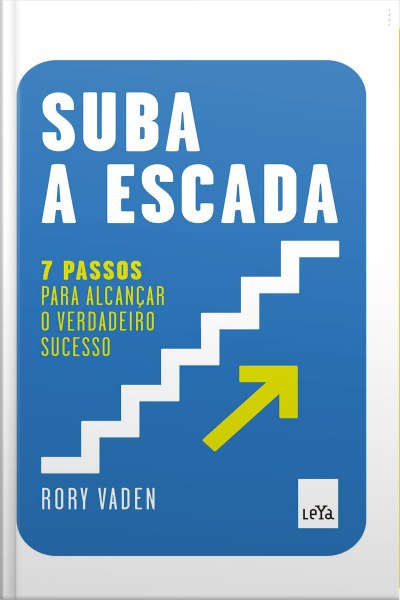 SUBA
A ESCADA
7 PASSOS
PARA ALCANÇAR
O VERDADEIRO
SUCESSO
RORY VADEN
LeYa